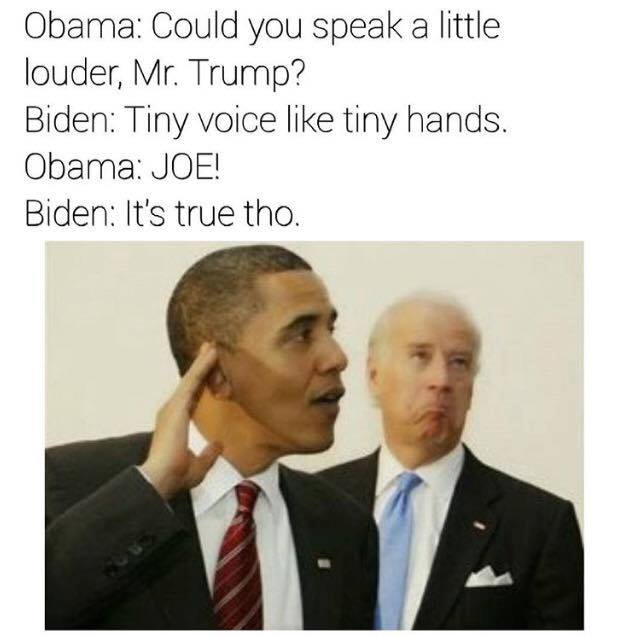 Obama: Could you speak a little
louder, Mr. Trump?
Biden: Tiny voice like tiny hands.
Obama: JOE!
Biden: It's true tho.